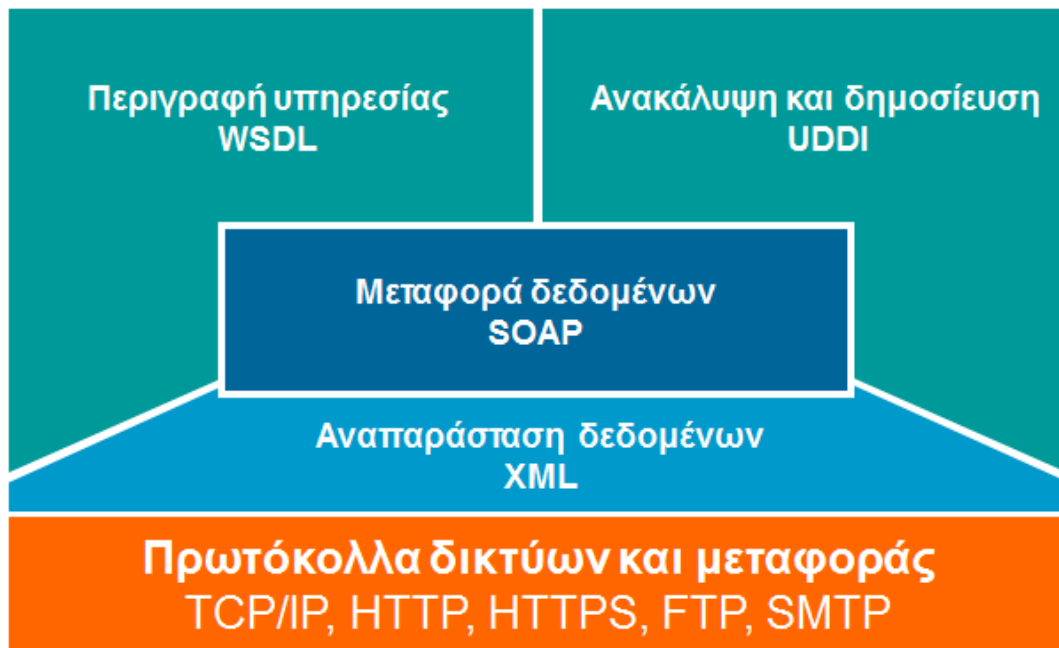 Περιγραφή υπηρεσίας
WSDL
Ανακάλυψη και δημοσίευση
UDDI
Μεταφορά δεδομένων
SOAP
Αναπαράσταση δεδομένων
XML
Πρωτόκολλα δικτύων και μεταφοράς
TCP/IP, HTTP, HTTPS, FTP, SMTP